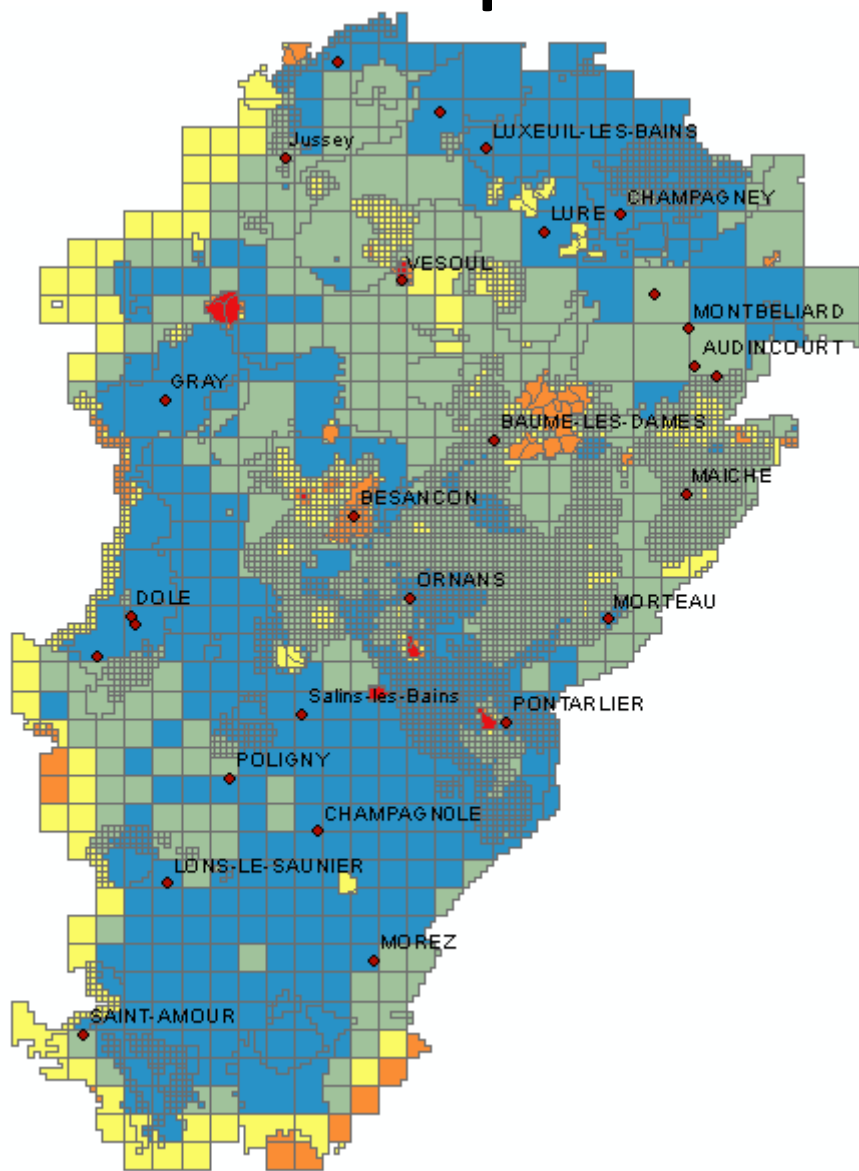 Jussey
LUXEUIL-LES-BAINS
CHAMPAGNEY
LURE
VESOUL
MONTBELIARD
AUDINCOURT
GRAY
BAUME-LES-DAMES
MAICHE
BESANCON
ORNANS
DOLE
MORTEAU
Salins-les-Bains
PONTARLIER
POLIGNY
CHAMPAGNOLE
LONS-LE-SAUNIER
MOREZ
SAINT-AMOUR